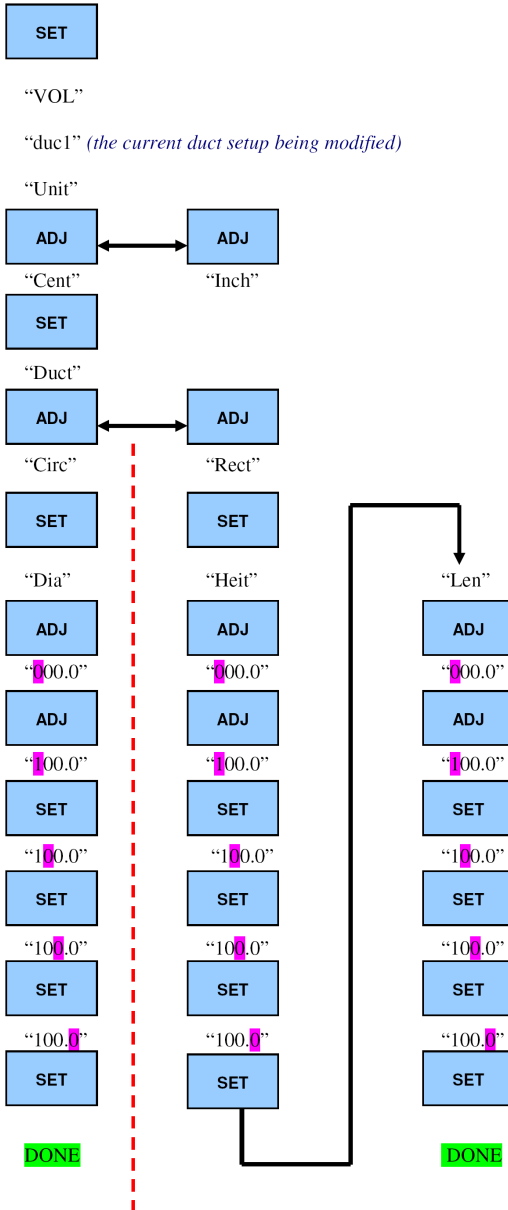 SET
“VOL”
“duc1” (the current duct setup being modified)
“Unit”
ADJ ADJ
“Cent” “Inch”
SET
“Duct”
ADJ ADJ
“Circ” “Rect”
SET SET
“Dia” “Heit” “Len”
ADJ ADJ ADJ
“000.0” “000.0” “000.0”
ADJ ADJ ADJ
“100.0” “100.0” “100.0”
SET SET SET
“100.0” “100.0” “100.0”
SET SET SET
“100.0” “100.0” “100.0”
SET SET SET
“100.0” “100.0” “100.0”
SET SET SET
DONE DONE